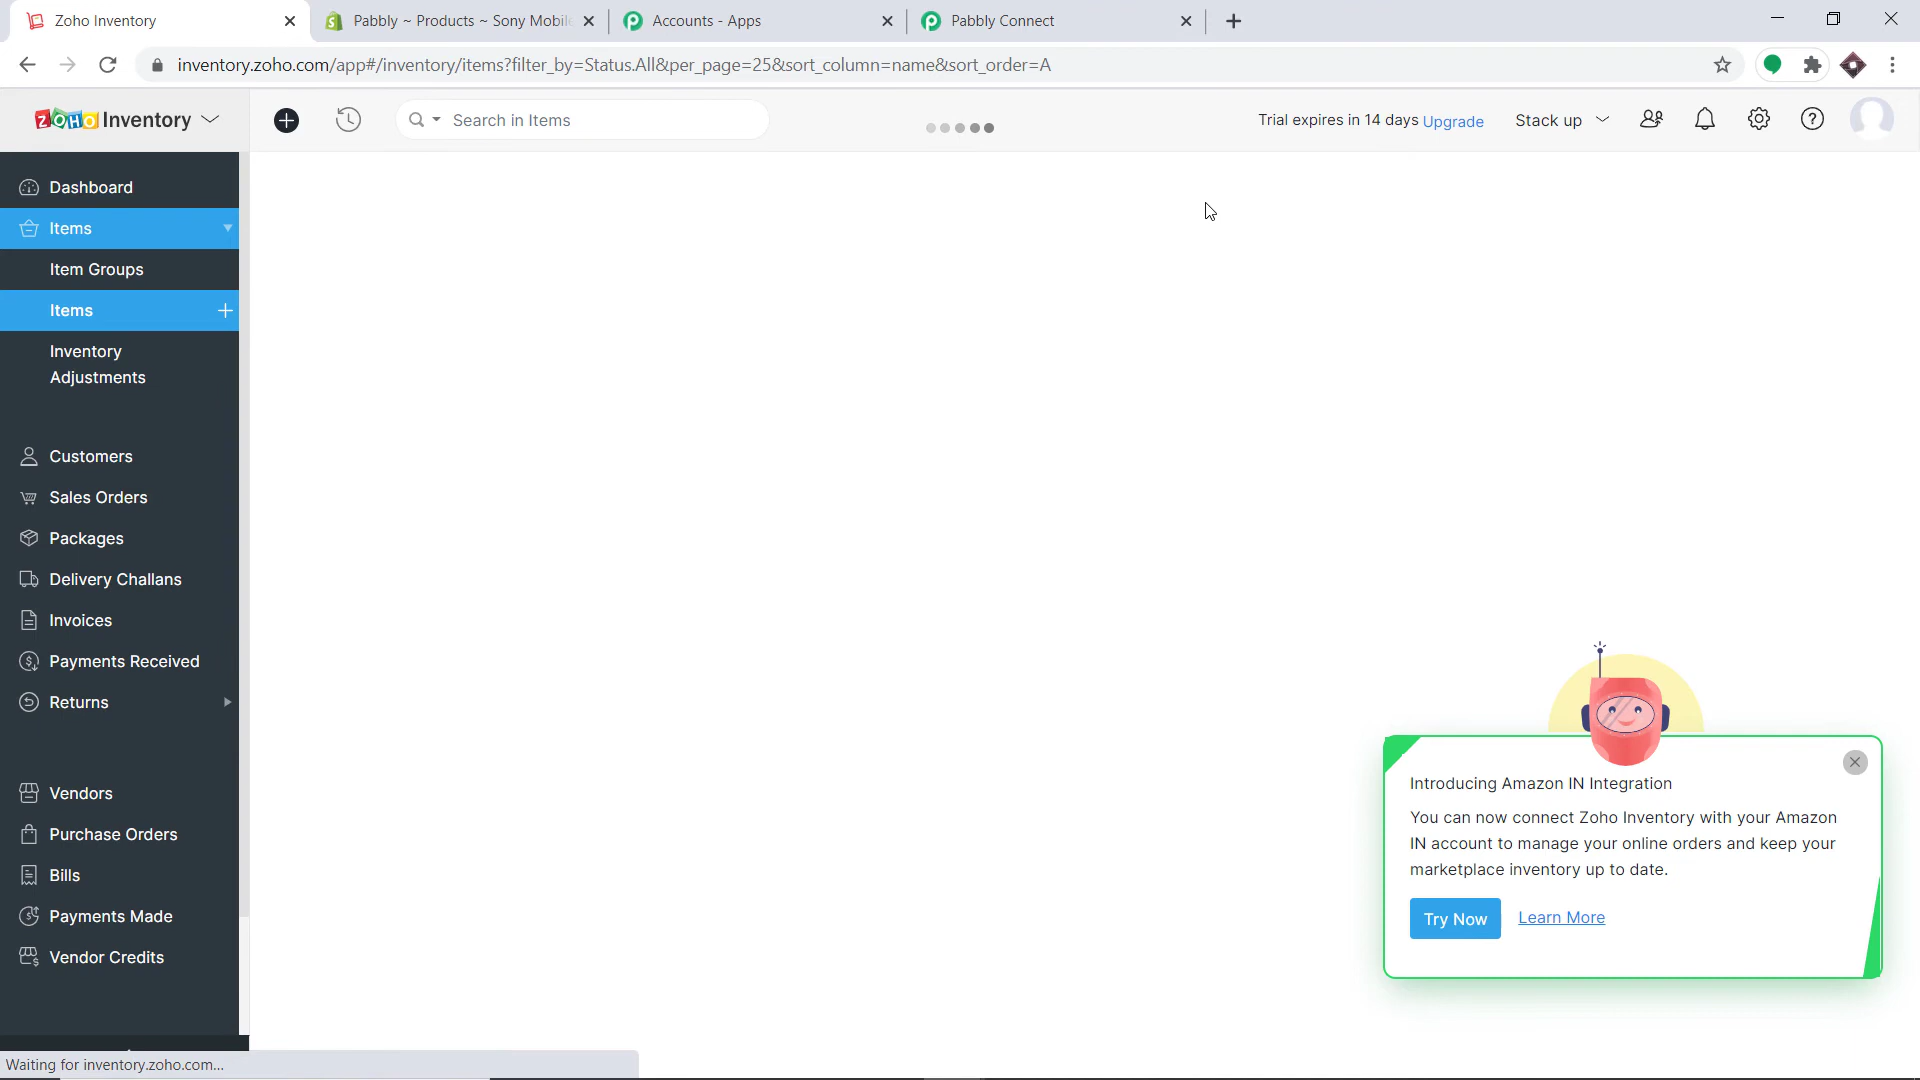 Zoho Inventory
Pabbly ~ Products ~ Sony Mobile
Accounts - Apps
Pabbly Connect
inventory.zoho.com/app#/inventory/items?filter_by=Status.All&per_page=25&sort_column=name&sort_order=A
ZOHO Inventory
Search in Items
Trial expires in 14 days Upgrade
Stack up
Dashboard
Items
Item Groups
Items
Inventory
Adjustments
Customers
Sales Orders
Packages
Delivery Challans
Invoices
Payments Received
Returns
Vendors
Purchase Orders
Bills
Payments Made
Vendor Credits
Introducing Amazon IN Integration
You can now connect Zoho Inventory with your Amazon
IN account to manage your online orders and keep your
marketplace inventory up to date.
Try Now
Learn More
Waiting for inventory.zoho.com...